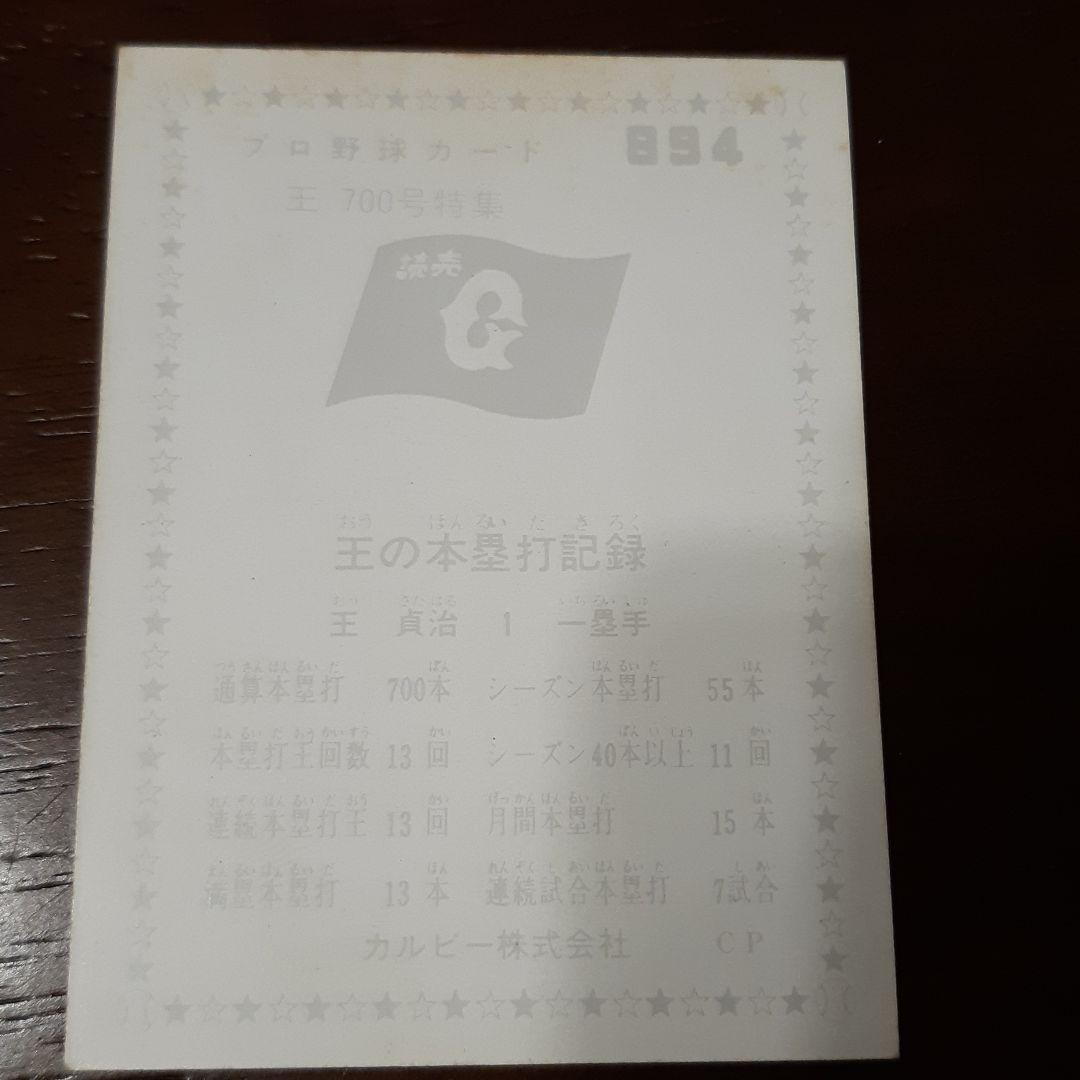 プロ野球カード 894
王 700号特集
読売
王の本塁打記録
王 貞治 1 一塁手
通算本塁打 700本 シーズン本塁打 55本
本塁打王回数 13回 シーズン40本以上 11回
連続本塁打王 13回 月間本塁打 15本
満塁本塁打 13本 連続試合本塁打 7試合
カルビー株式会社 CP